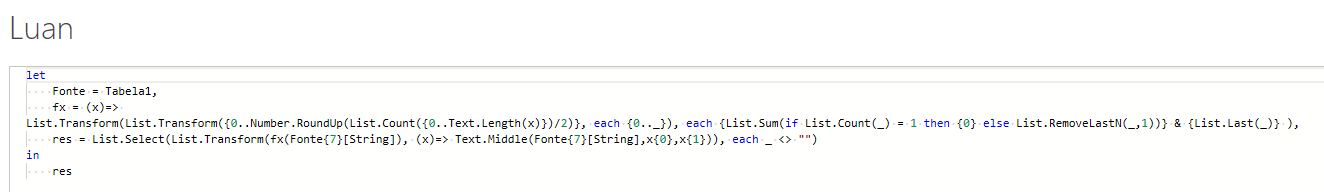 Luan
let
Fonte = Tabela1,
fx = (x)=>
List.Transform(List.Transform({0..Number.RoundUp(List.Count({0..Text.Length(x)})/2)}, each {0.._}), each {List.Sum(if List.Count(_) = 1 then {0} else List.RemoveLastN(_,1))} & {List.Last(_)} ),
res = List.Select(List.Transform(fx(Fonte{7}[String]), (x)=> Text.Middle(Fonte{7}[String],x{0},x{1})), each _ <> "")
in
res